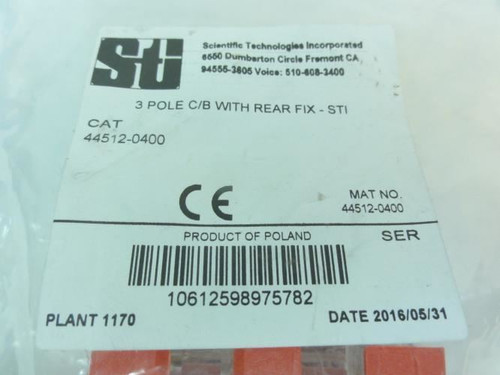 sti
Scientific Technologies Incorporated
6550 Dumbarton Circle Fremont CA.
94555-3605 Voice: 510-608-3400
3 POLE C/B WITH REAR FIX - STI
CAT
44512-0400
CE
MAT NO.
44512-0400
PRODUCT OF POLAND
SER
10612598975782
PLANT 1170
DATE 2016/05/31